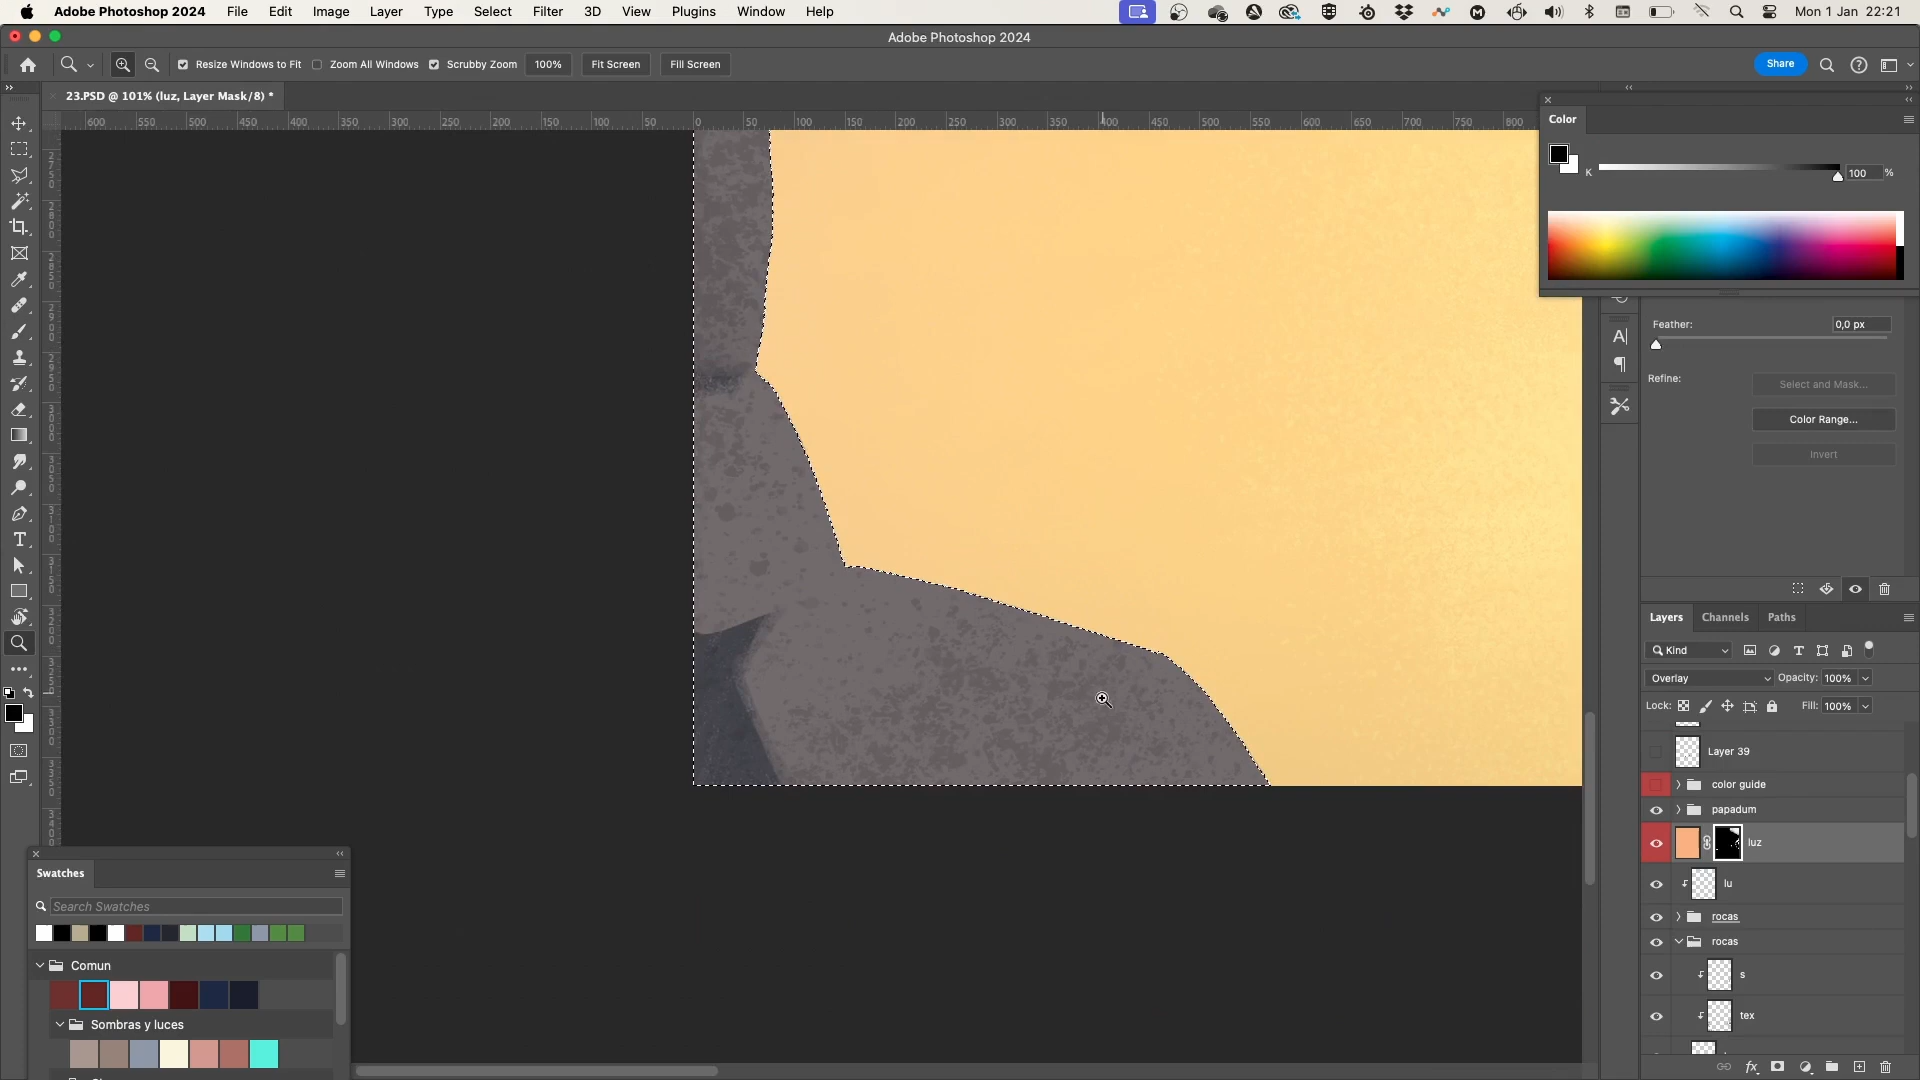 Adobe Photoshop 2024 File Edit Image Layer Type Select Filter 3D View Plugins Window Help Mon 1 Jan 22:21
Adobe Photoshop 2024
Resize Windows to Fit Zoom All Windows Scrubby Zoom 100% Fit Screen Fill Screen Share
23.PSD @ 101% (luz, Layer Mask/8) *
600 550 500 450 400 350 300 250 200 150 100 50 0 50 100 150 200 250 300 350 400 450 500 550 600 650 700 750 800
Color
K 100 %
Feather: 0,0 px
Refine: Select and Mask...
Color Range...
Invert
Layers Channels Paths
Kind
Overlay Opacity: 100%
Lock: Fill: 100%
Layer 39
color guide
papadum
luz
lu
rocas
rocas
s
tex
Swatches
Search Swatches
Comun
Sombras y luces